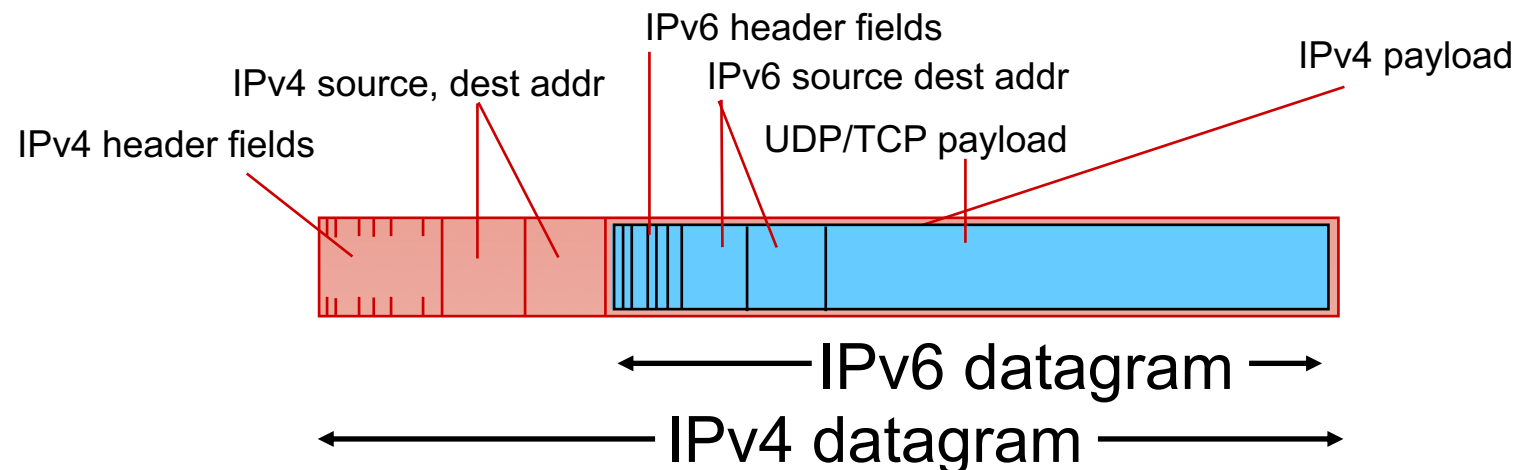 IPv6 header fields
IPv4 payload
IPv4 source, dest addr
IPv6 source dest addr
IPv4 header fields
UDP/TCP payload
IPv6 datagram
IPv4 datagram